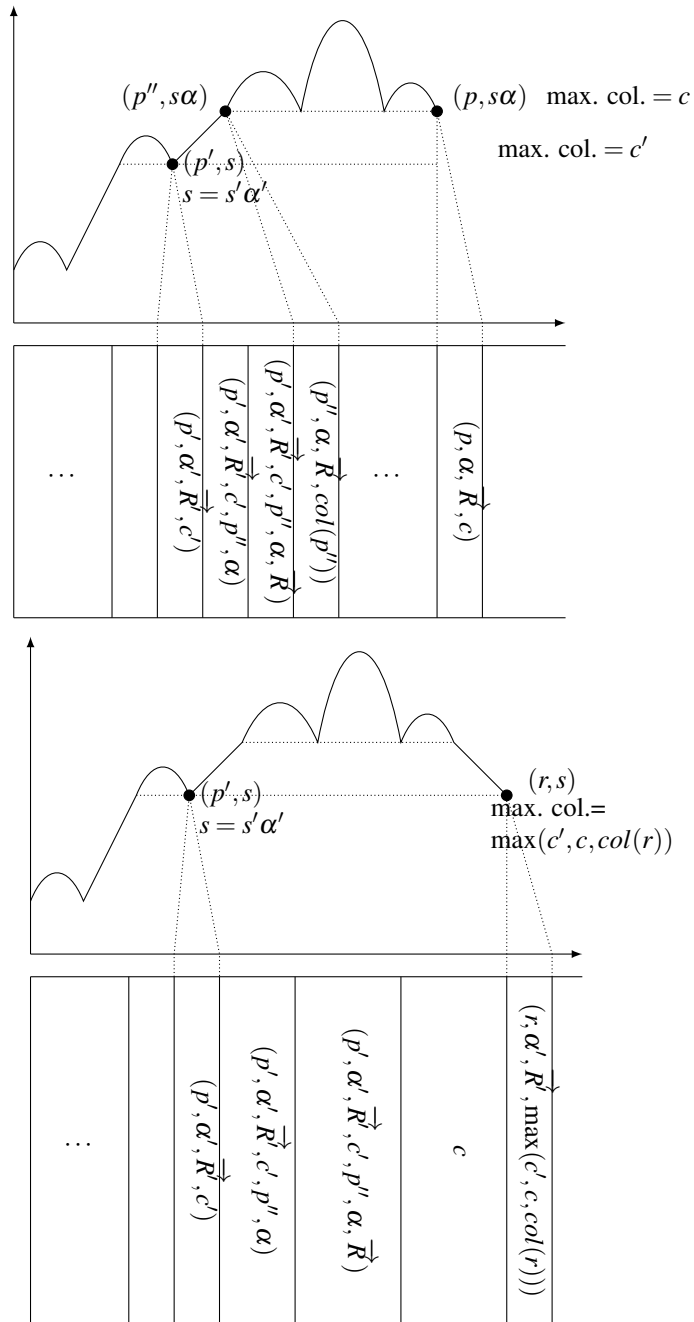 (p″, sα)
(p, sα) max. col. = c
max. col. = c′
(p′, s)
s = s′α′
...
(p′, α′, R⃗′, c′)
(p′, α′, R⃗′, c′, p″, α)
(p′, α′, R⃗′, c′, p″, α, R⃗)
(p″, α, R⃗, col(p″))
...
(p, α, R⃗, c)
(p′, s)
s = s′α′
(r, s)
max. col.=
max(c′, c, col(r))
...
(p′, α′, R⃗′, c′)
(p′, α′, R⃗′, c′, p″, α)
(p′, α′, R⃗′, c′, p″, α, R⃗)
c
(r, α′, R⃗′, max(c′, c, col(r)))